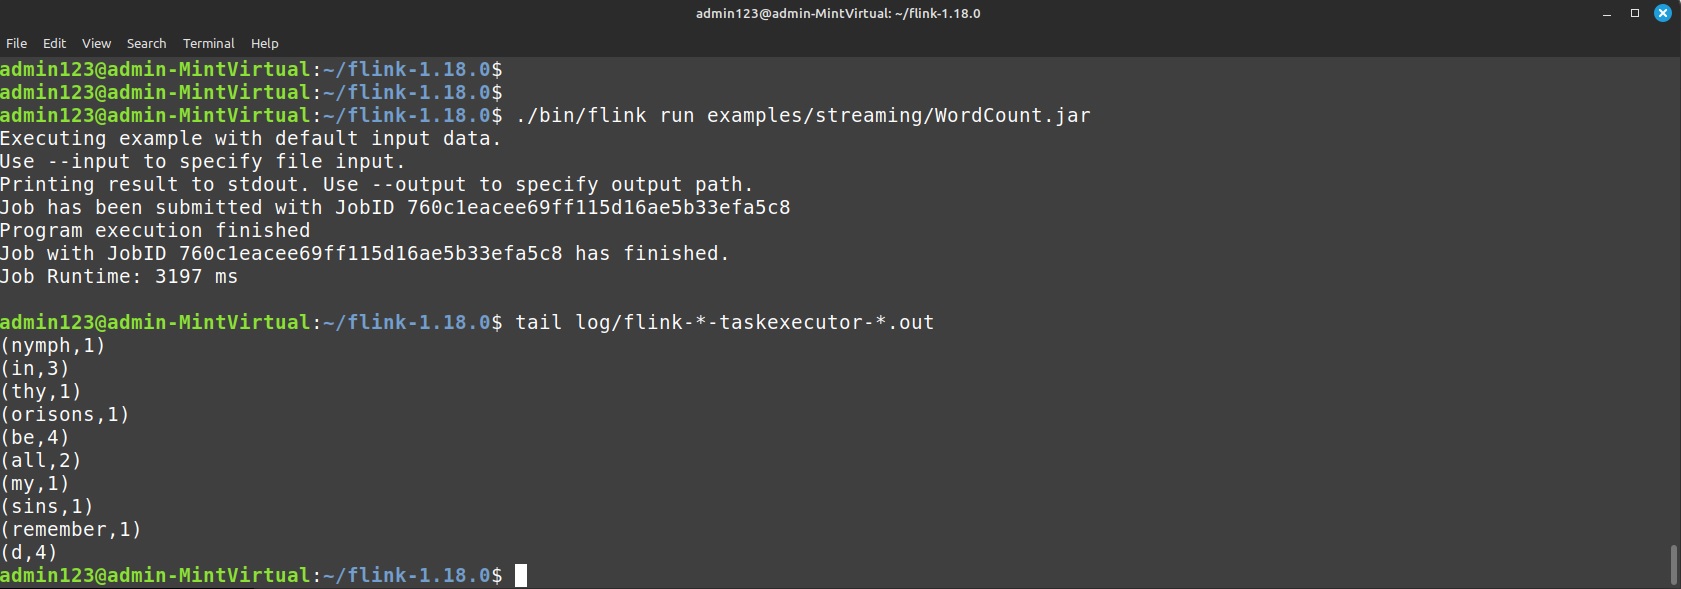 admin123@admin-MintVirtual: ~/flink-1.18.0
File Edit View Search Terminal Help
admin123@admin-MintVirtual:~/flink-1.18.0$
admin123@admin-MintVirtual:~/flink-1.18.0$
admin123@admin-MintVirtual:~/flink-1.18.0$ ./bin/flink run examples/streaming/WordCount.jar
Executing example with default input data.
Use --input to specify file input.
Printing result to stdout. Use --output to specify output path.
Job has been submitted with JobID 760c1eacee69ff115d16ae5b33efa5c8
Program execution finished
Job with JobID 760c1eacee69ff115d16ae5b33efa5c8 has finished.
Job Runtime: 3197 ms
admin123@admin-MintVirtual:~/flink-1.18.0$ tail log/flink-*-taskexecutor-*.out
(nymph,1)
(in,3)
(thy,1)
(orisons,1)
(be,4)
(all,2)
(my,1)
(sins,1)
(remember,1)
(d,4)
admin123@admin-MintVirtual:~/flink-1.18.0$